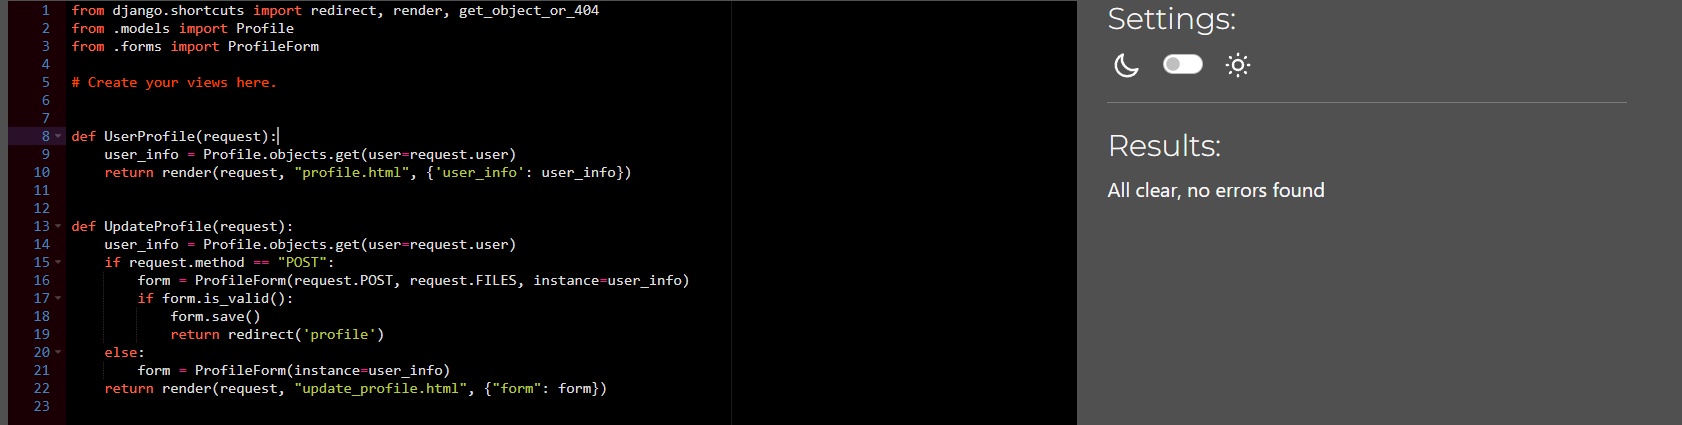 1 from django.shortcuts import redirect, render, get_object_or_404
2 from .models import Profile
3 from .forms import ProfileForm
4
5 # Create your views here.
6
7
8 def UserProfile(request):
9     user_info = Profile.objects.get(user=request.user)
10     return render(request, "profile.html", {'user_info': user_info})
11
12
13 def UpdateProfile(request):
14     user_info = Profile.objects.get(user=request.user)
15     if request.method == "POST":
16         form = ProfileForm(request.POST, request.FILES, instance=user_info)
17         if form.is_valid():
18             form.save()
19             return redirect('profile')
20     else:
21         form = ProfileForm(instance=user_info)
22     return render(request, "update_profile.html", {"form": form})
23
Settings:
Results:
All clear, no errors found